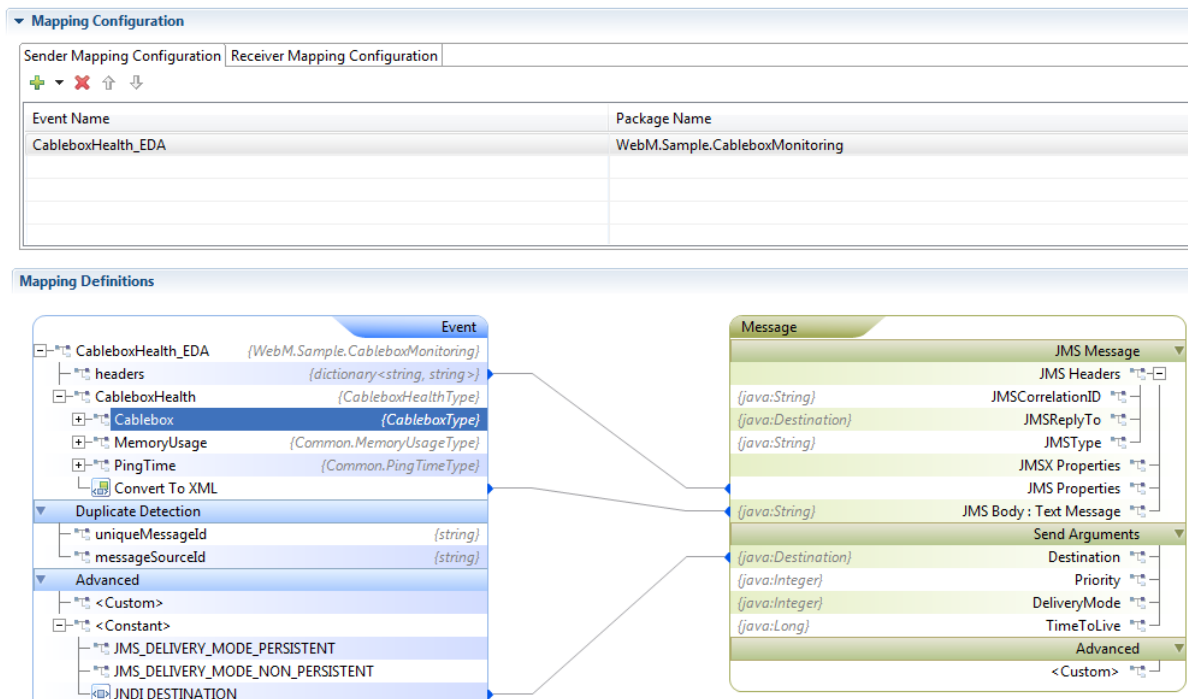 Mapping Configuration
Sender Mapping Configuration Receiver Mapping Configuration
Event Name Package Name
CableboxHealth_EDA WebM.Sample.CableboxMonitoring
Mapping Definitions
Event
CableboxHealth_EDA {WebM.Sample.CableboxMonitoring}
headers {dictionary<string, string>}
CableboxHealth {CableboxHealthType}
Cablebox {CableboxType}
MemoryUsage {Common.MemoryUsageType}
PingTime {Common.PingTimeType}
Convert To XML
Duplicate Detection
uniqueMessageId {string}
messageSourceId {string}
Advanced
<Custom>
<Constant>
JMS_DELIVERY_MODE_PERSISTENT
JMS_DELIVERY_MODE_NON_PERSISTENT
JNDI DESTINATION
Message
JMS Message
JMS Headers
{java:String} JMSCorrelationID
{java:Destination} JMSReplyTo
{java:String} JMSType
JMSX Properties
JMS Properties
{java:String} JMS Body : Text Message
Send Arguments
{java:Destination} Destination
{java:Integer} Priority
{java:Integer} DeliveryMode
{java:Long} TimeToLive
Advanced
<Custom>